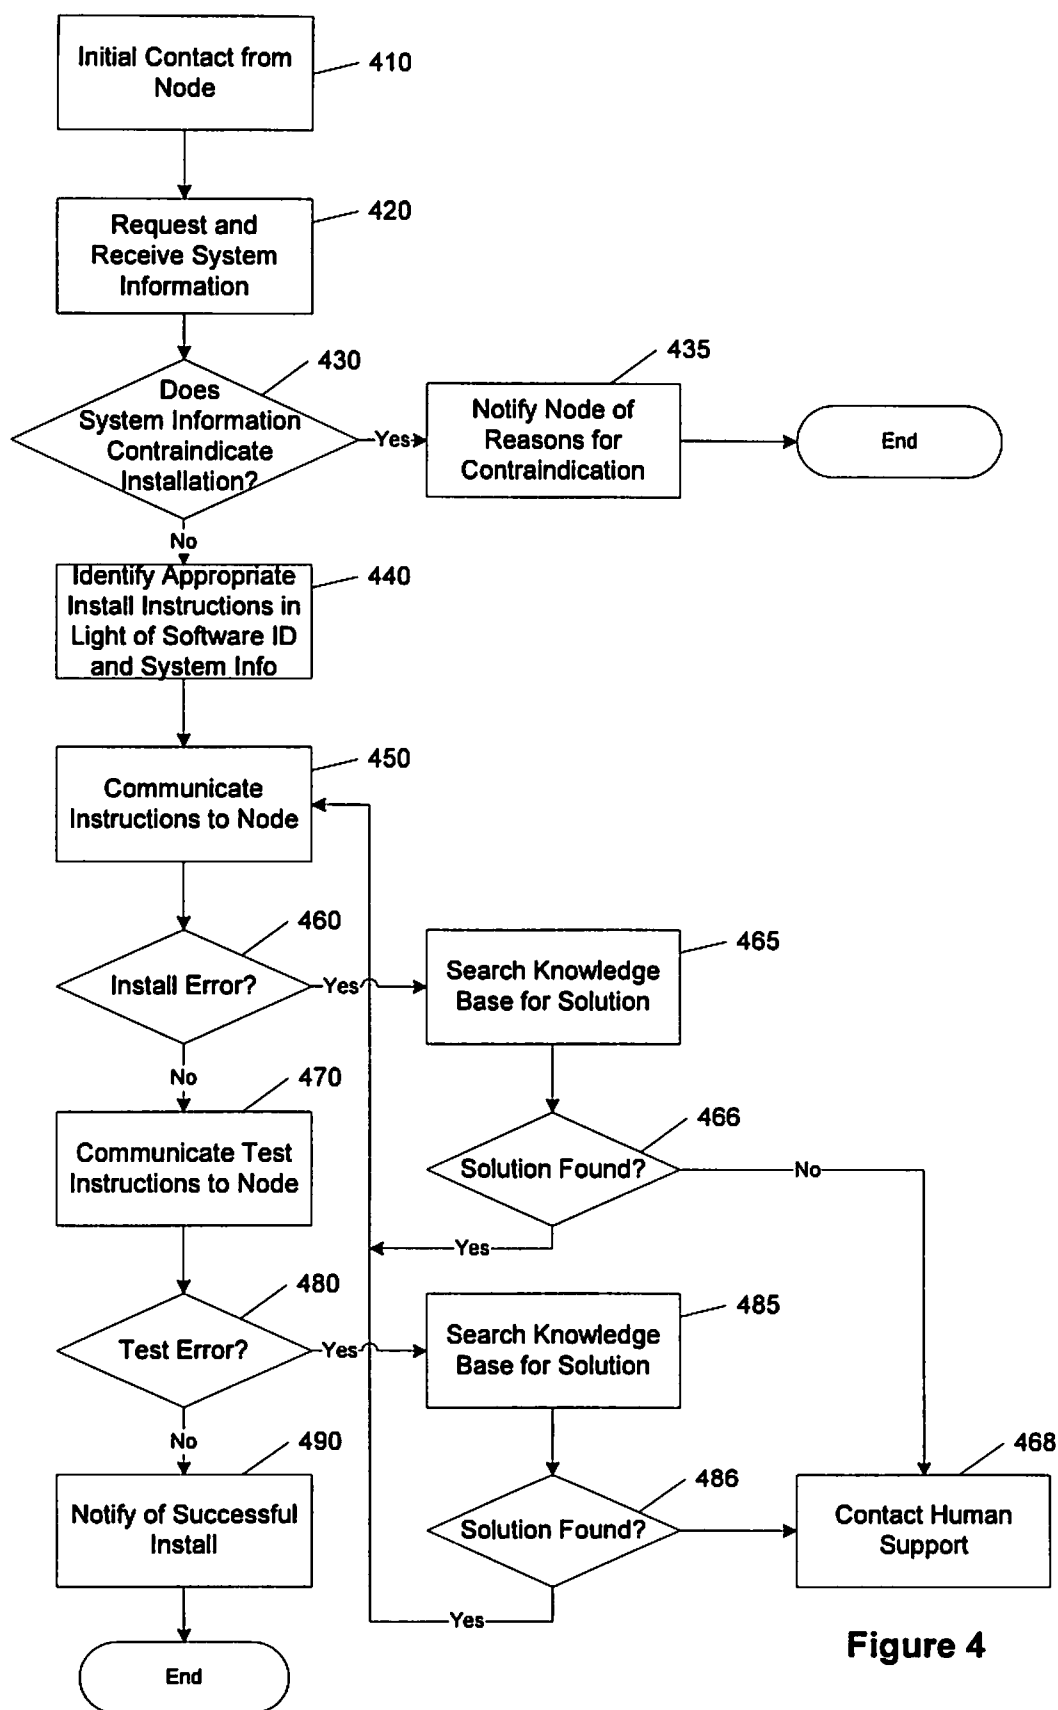 Initial Contact from
Node
410
Request and
Receive System
Information
420
Does
System Information
Contraindicate
Installation?
430
Yes
Notify Node of
Reasons for
Contraindication
435
End
No
Identify Appropriate
Install Instructions in
Light of Software ID
and System Info
440
Communicate
Instructions to Node
450
Install Error?
460
Yes
Search Knowledge
Base for Solution
465
No
Communicate Test
Instructions to Node
470
Solution Found?
466
No
Yes
Test Error?
480
Yes
Search Knowledge
Base for Solution
485
No
Notify of Successful
Install
490
Solution Found?
486
Contact Human
Support
468
Yes
End
Figure 4